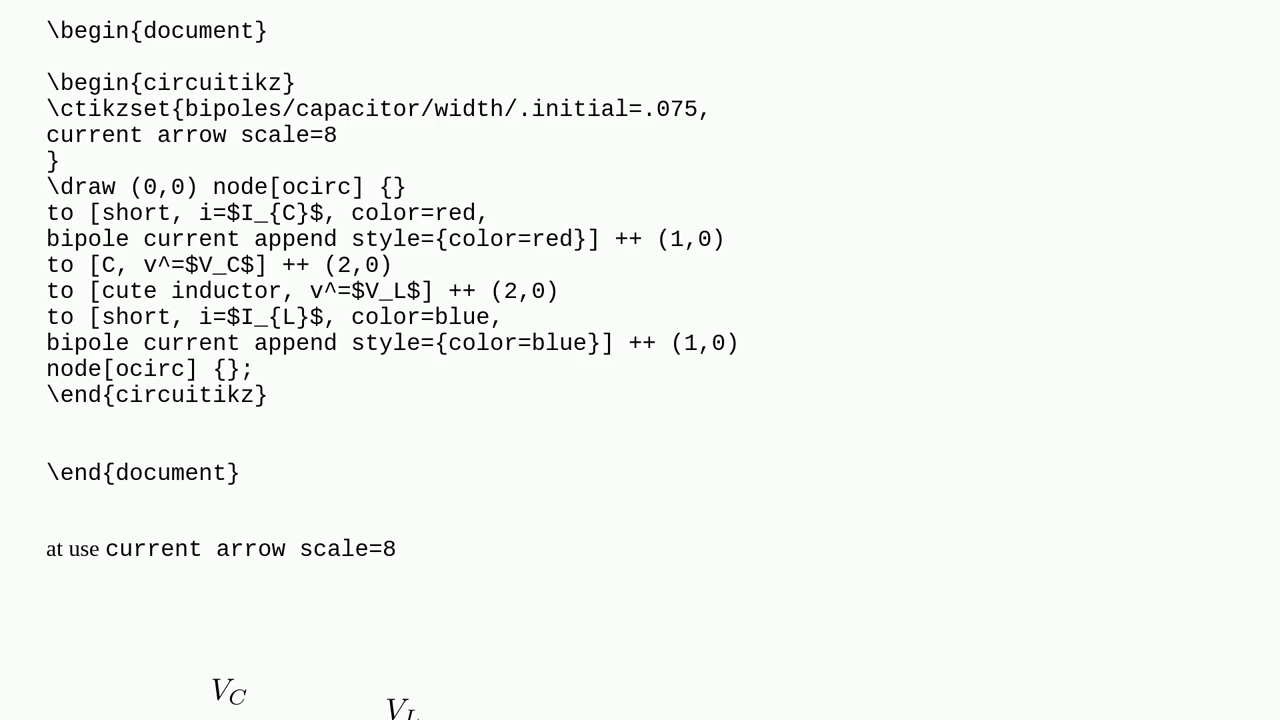 \begin{document}
\begin{circuitikz}
\ctikzset{bipoles/capacitor/width/.initial=.075,
current arrow scale=8
}
\draw (0,0) node[ocirc] {}
to [short, i=$I_{C}$, color=red,
bipole current append style={color=red}] ++ (1,0)
to [C, v^=$V_C$] ++ (2,0)
to [cute inductor, v^=$V_L$] ++ (2,0)
to [short, i=$I_{L}$, color=blue,
bipole current append style={color=blue}] ++ (1,0)
node[ocirc] {};
\end{circuitikz}
\end{document}
at use current arrow scale=8
V_C
V_L